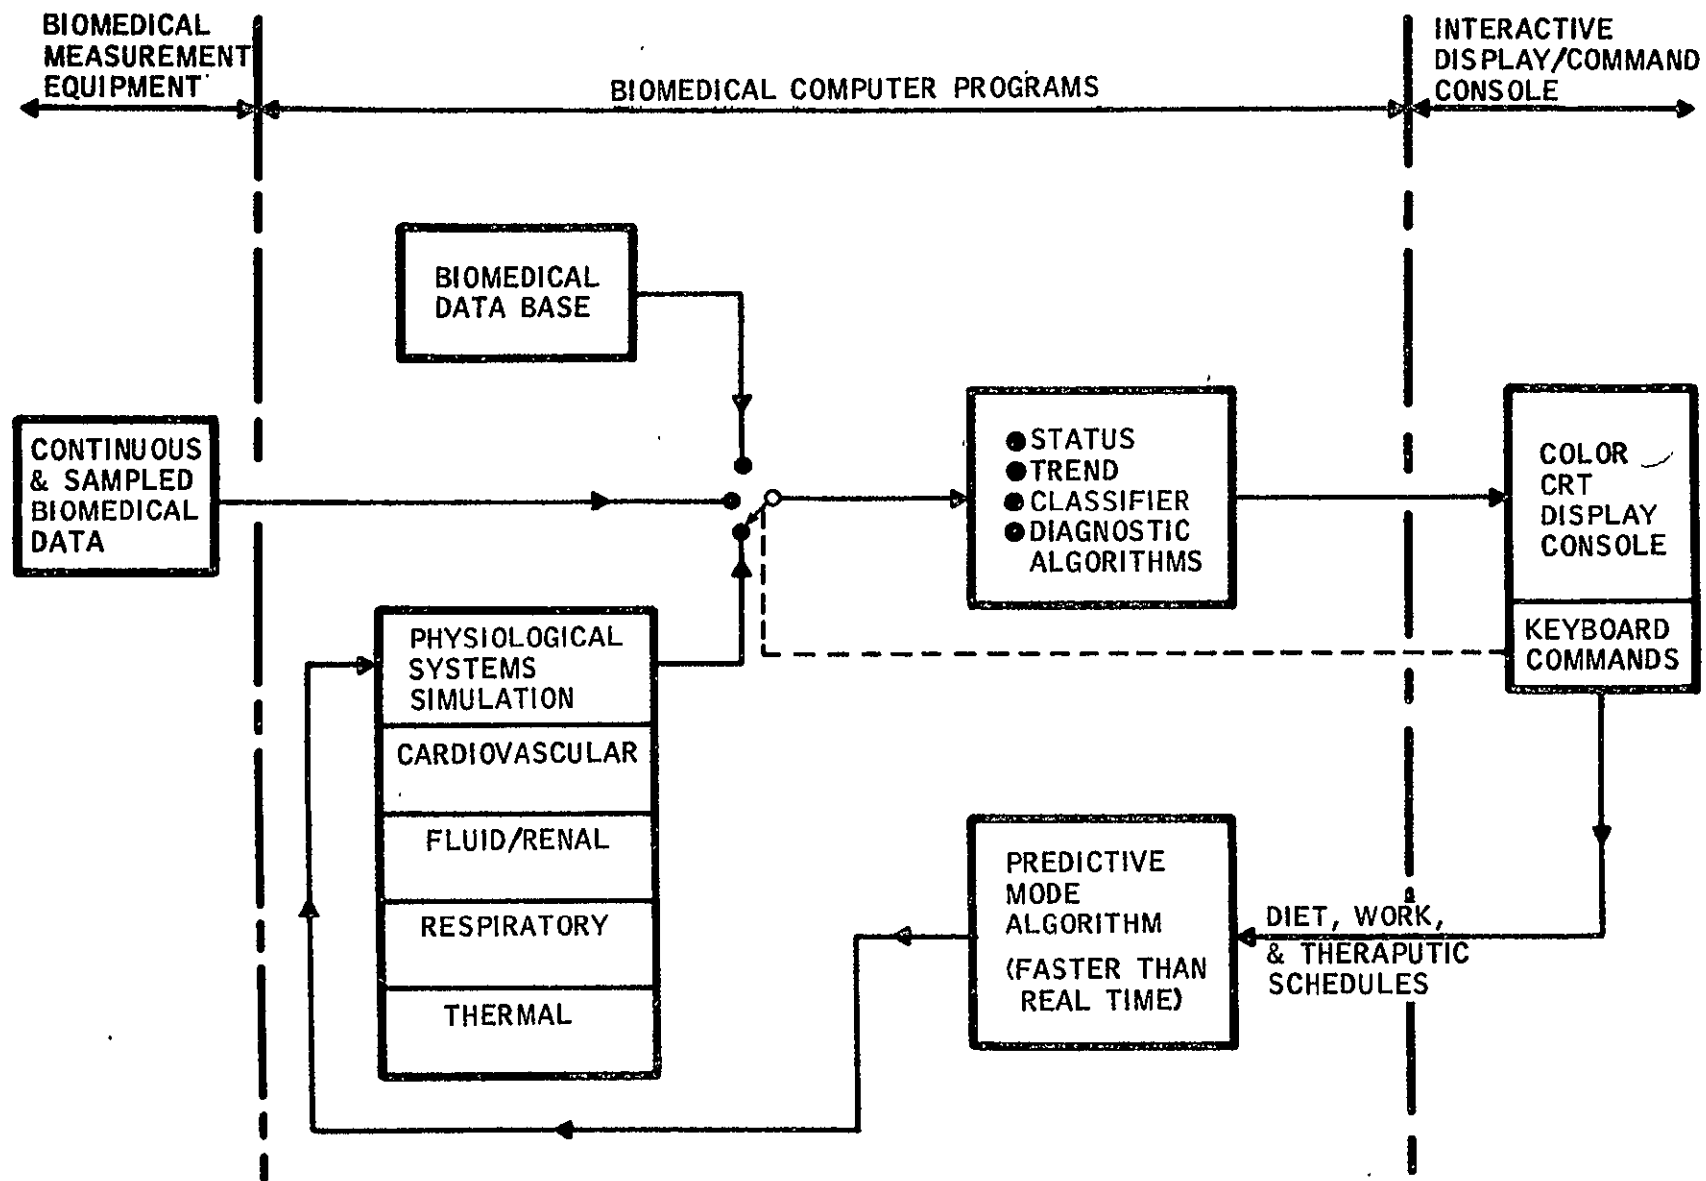 BIOMEDICAL
MEASUREMENT
EQUIPMENT
BIOMEDICAL COMPUTER PROGRAMS
INTERACTIVE
DISPLAY/COMMAND
CONSOLE
BIOMEDICAL
DATA BASE
CONTINUOUS
& SAMPLED
BIOMEDICAL
DATA
●STATUS
●TREND
●CLASSIFIER
●DIAGNOSTIC
ALGORITHMS
COLOR
CRT
DISPLAY
CONSOLE
KEYBOARD
COMMANDS
PHYSIOLOGICAL
SYSTEMS
SIMULATION
CARDIOVASCULAR
FLUID/RENAL
RESPIRATORY
THERMAL
PREDICTIVE
MODE
ALGORITHM
(FASTER THAN
REAL TIME)
DIET, WORK,
& THERAPUTIC
SCHEDULES